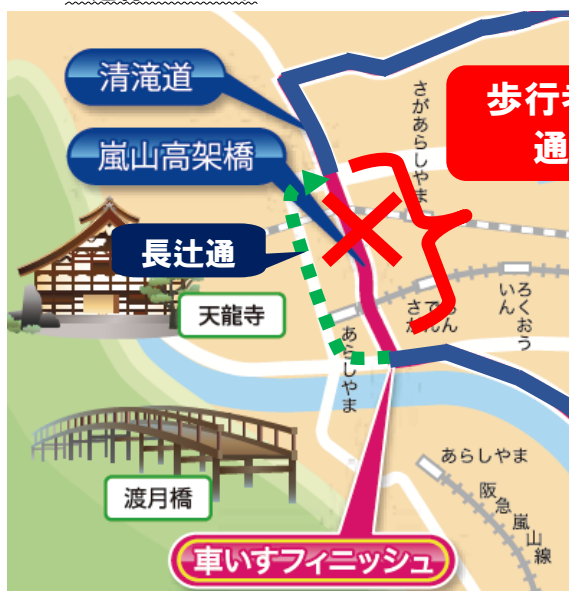 清滝道
嵐山高架橋
歩行者
通
さがあらしやま
長辻通
天龍寺
あらしやま
ろくおう
いん
あらしやま
阪急嵐山線
渡月橋
車いすフィニッシュ